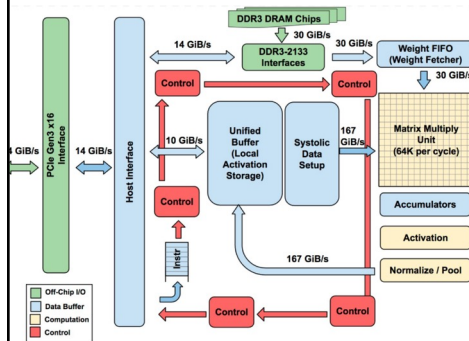 DDR3 DRAM Chips
30 GiB/s
14 GiB/s
DDR3-2133
Interfaces
30 GiB/s
Weight FIFO
(Weight Fetcher)
30 GiB/s
Control
Control
PCIe Gen3 x16
Interface
Host Interface
14 GiB/s
4 GiB/s
10 GiB/s
Unified
Buffer
(Local
Activation
Storage)
Systolic
Data
Setup
167
GiB/s
Matrix Multiply
Unit
(64K per cycle)
Control
Accumulators
Activation
Normalize / Pool
167 GiB/s
Instr
Off-Chip I/O
Data Buffer
Computation
Control
Control
Control